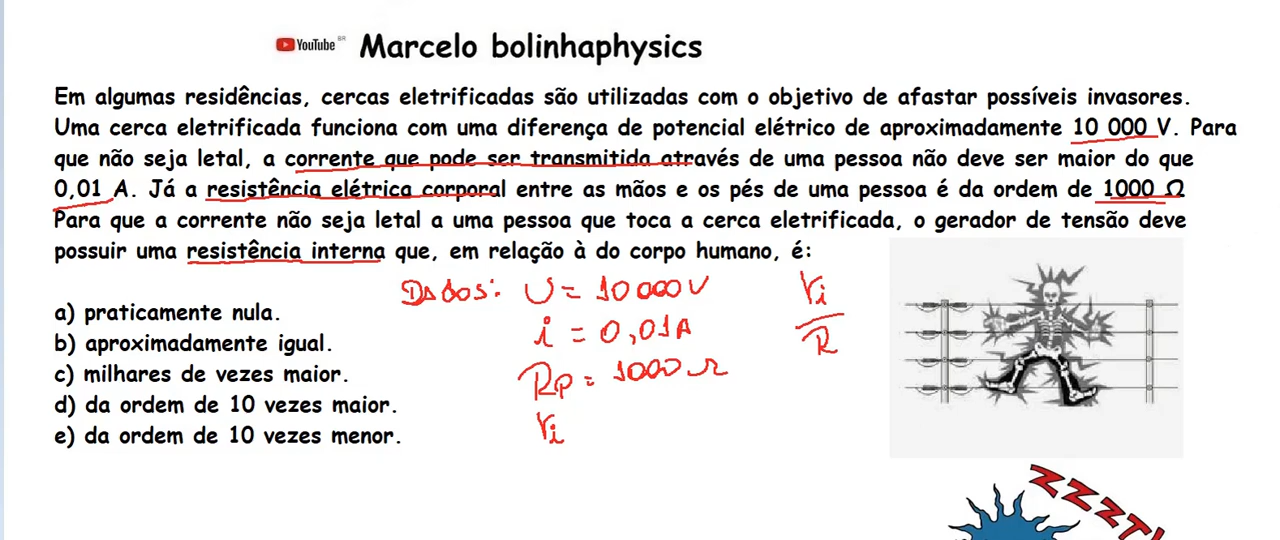 YouTube BR Marcelo bolinhaphysics
Em algumas residências, cercas eletrificadas são utilizadas com o objetivo de afastar possíveis invasores.
Uma cerca eletrificada funciona com uma diferença de potencial elétrico de aproximadamente 10 000 V. Para
que não seja letal, a corrente que pode ser transmitida através de uma pessoa não deve ser maior do que
0,01 A. Já a resistência elétrica corporal entre as mãos e os pés de uma pessoa é da ordem de 1000 Ω
Para que a corrente não seja letal a uma pessoa que toca a cerca eletrificada, o gerador de tensão deve
possuir uma resistência interna que, em relação à do corpo humano, é:
Dados: U = 10000V
i = 0,01A
Rp = 1000 Ω
ri
ri
R
a) praticamente nula.
b) aproximadamente igual.
c) milhares de vezes maior.
d) da ordem de 10 vezes maior.
e) da ordem de 10 vezes menor.
ZZZT!